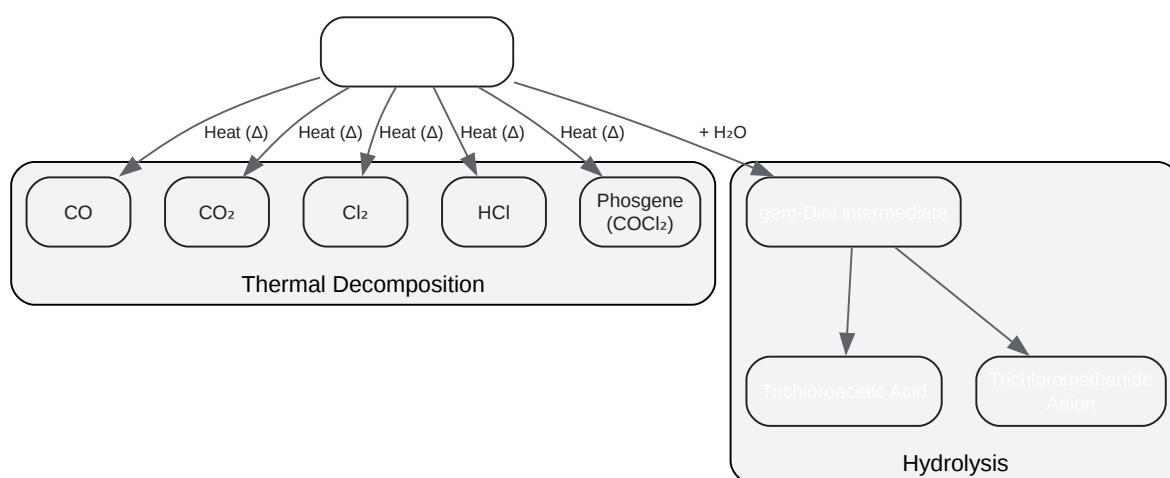 Heat (Δ)
Heat (Δ)
Heat (Δ)
Heat (Δ)
Heat (Δ)
+ H₂O
CO
CO₂
Cl₂
HCl
Phosgene
(COCl₂)
gem-Diol intermediate
Thermal Decomposition
Trichloroacetic Acid
Trichloromethanide
Anion
Hydrolysis